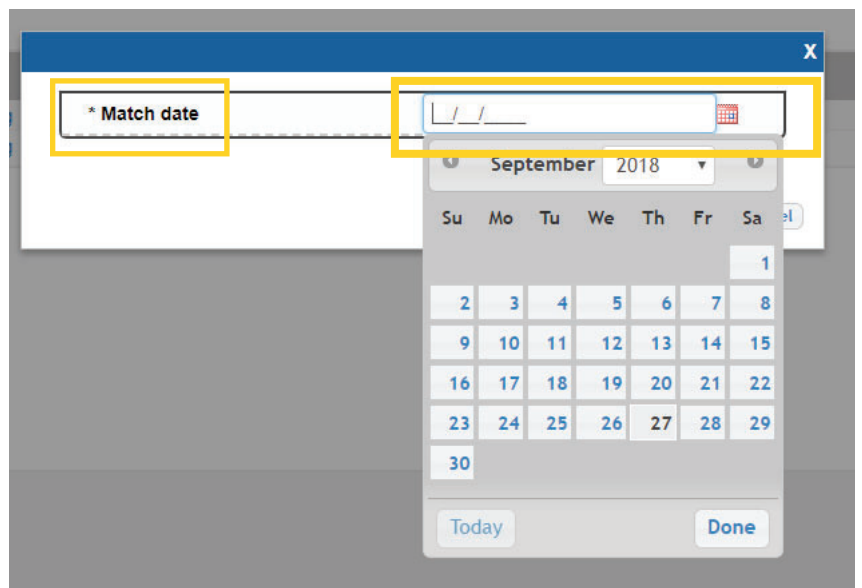 X
* Match date
__/__/____
September 2018
Su Mo Tu We Th Fr Sa
el
1
2 3 4 5 6 7 8
9 10 11 12 13 14 15
16 17 18 19 20 21 22
23 24 25 26 27 28 29
30
Today Done